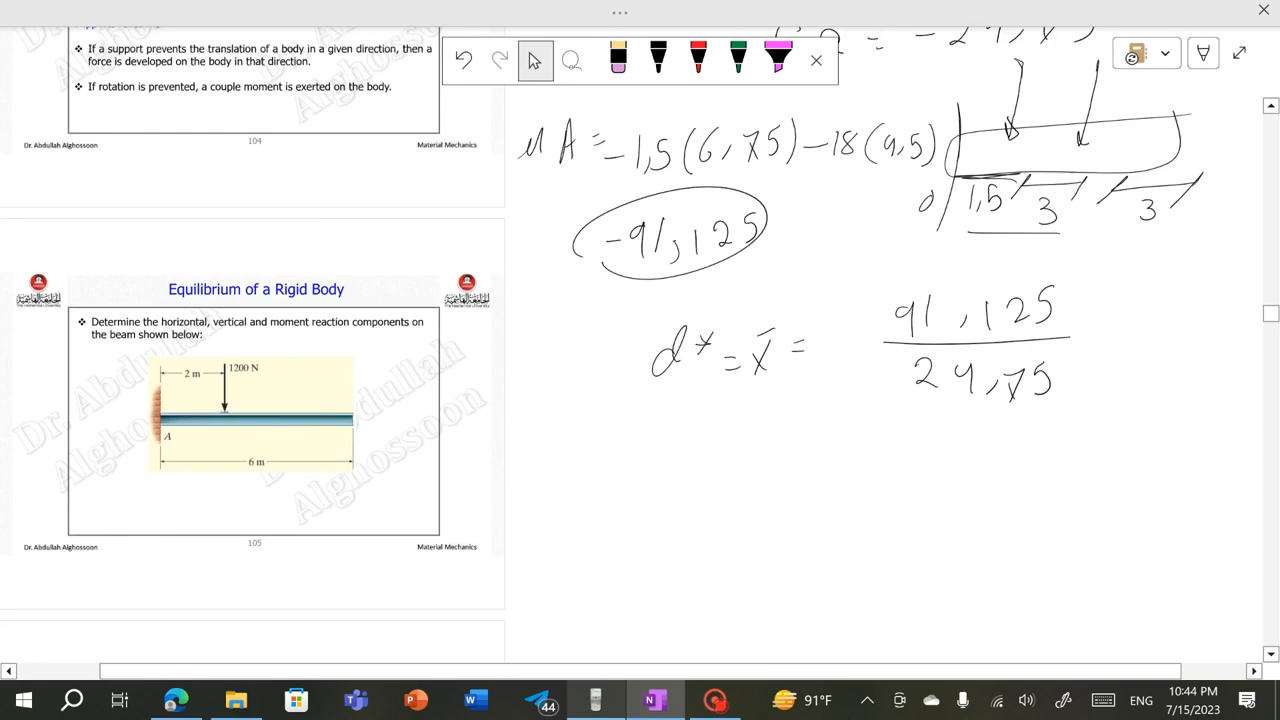 ❖ If a support prevents the translation of a body in a given direction, then a
force is developed on the body in that direction.
❖ If rotation is prevented, a couple moment is exerted on the body.
Dr. Abdullah Alghossoon
104
Material Mechanics
Equilibrium of a Rigid Body
❖ Determine the horizontal, vertical and moment reaction components on
the beam shown below:
2 m
1200 N
A
6 m
Dr. Abdullah Alghossoon
105
Material Mechanics
MA = -1,5(6,75) -18(4,5)
-91,125
0
1,5
3
3
d* = x̄ =
91,125
24,75
44
91°F
ENG
10:44 PM
7/15/2023